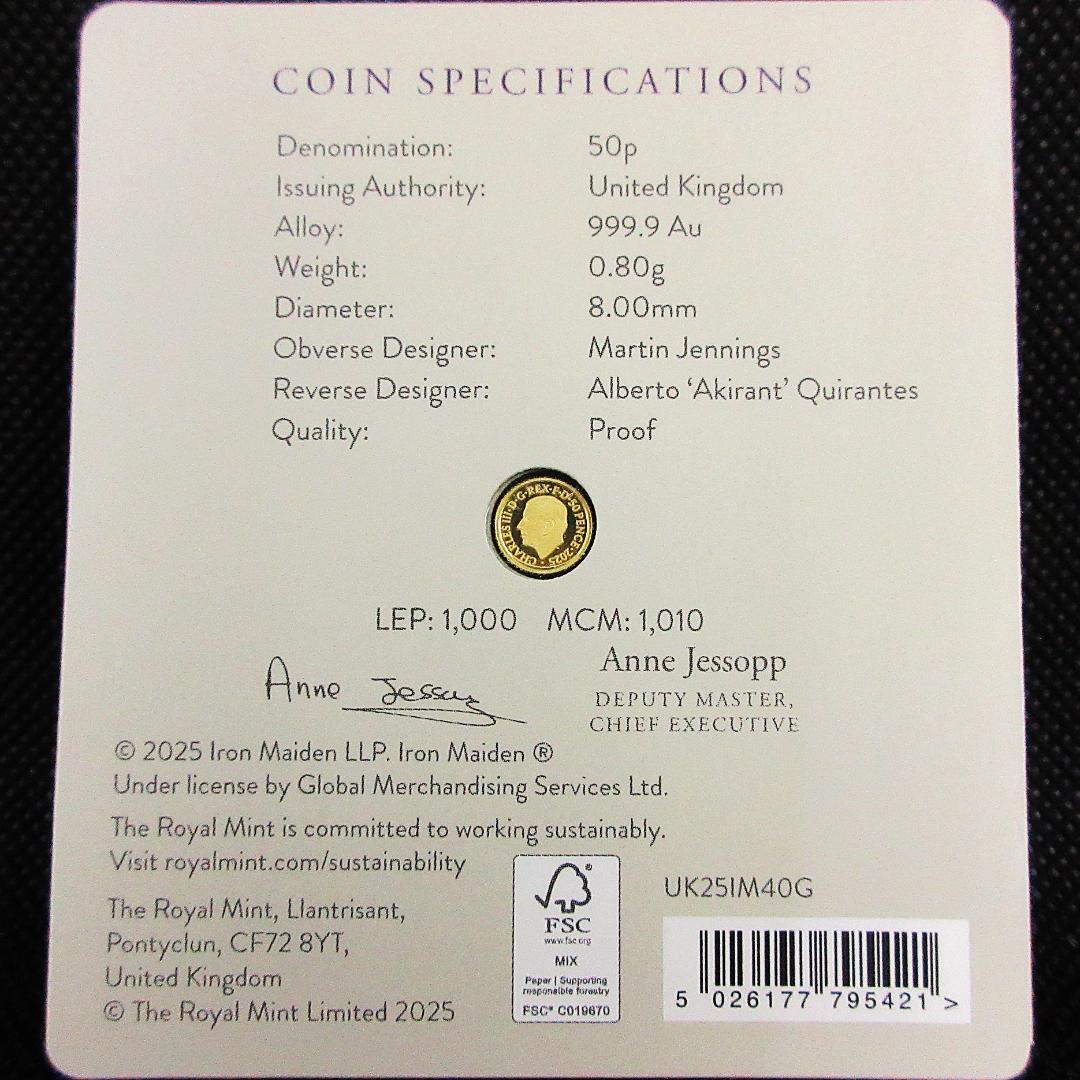 COIN SPECIFICATIONS
Denomination: 50p
Issuing Authority: United Kingdom
Alloy: 999.9 Au
Weight: 0.80g
Diameter: 8.00mm
Obverse Designer: Martin Jennings
Reverse Designer: Alberto ‘Akirant’ Quirantes
Quality: Proof
CHARLES III·D·G·REX·F·D·50 PENCE·2025·
LEP: 1,000 MCM: 1,010
Anne Jessopp
Anne Jessopp
DEPUTY MASTER,
CHIEF EXECUTIVE
© 2025 Iron Maiden LLP. Iron Maiden ®
Under license by Global Merchandising Services Ltd.
The Royal Mint is committed to working sustainably.
Visit royalmint.com/sustainability
The Royal Mint, Llantrisant,
Pontyclun, CF72 8YT,
United Kingdom
© The Royal Mint Limited 2025
®
FSC
www.fsc.org
MIX
Paper | Supporting
responsible forestry
FSC® C019670
UK25IM40G
5 026177 795421 >